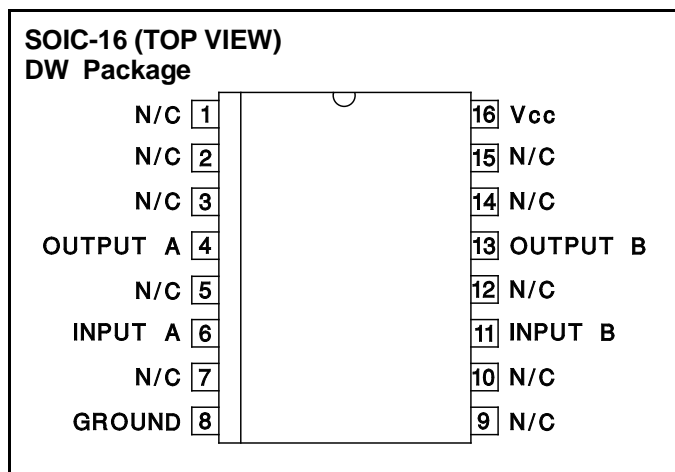 SOIC-16 (TOP VIEW)
DW Package
N/C 1 16 Vcc
N/C 2 15 N/C
N/C 3 14 N/C
OUTPUT A 4 13 OUTPUT B
N/C 5 12 N/C
INPUT A 6 11 INPUT B
N/C 7 10 N/C
GROUND 8 9 N/C